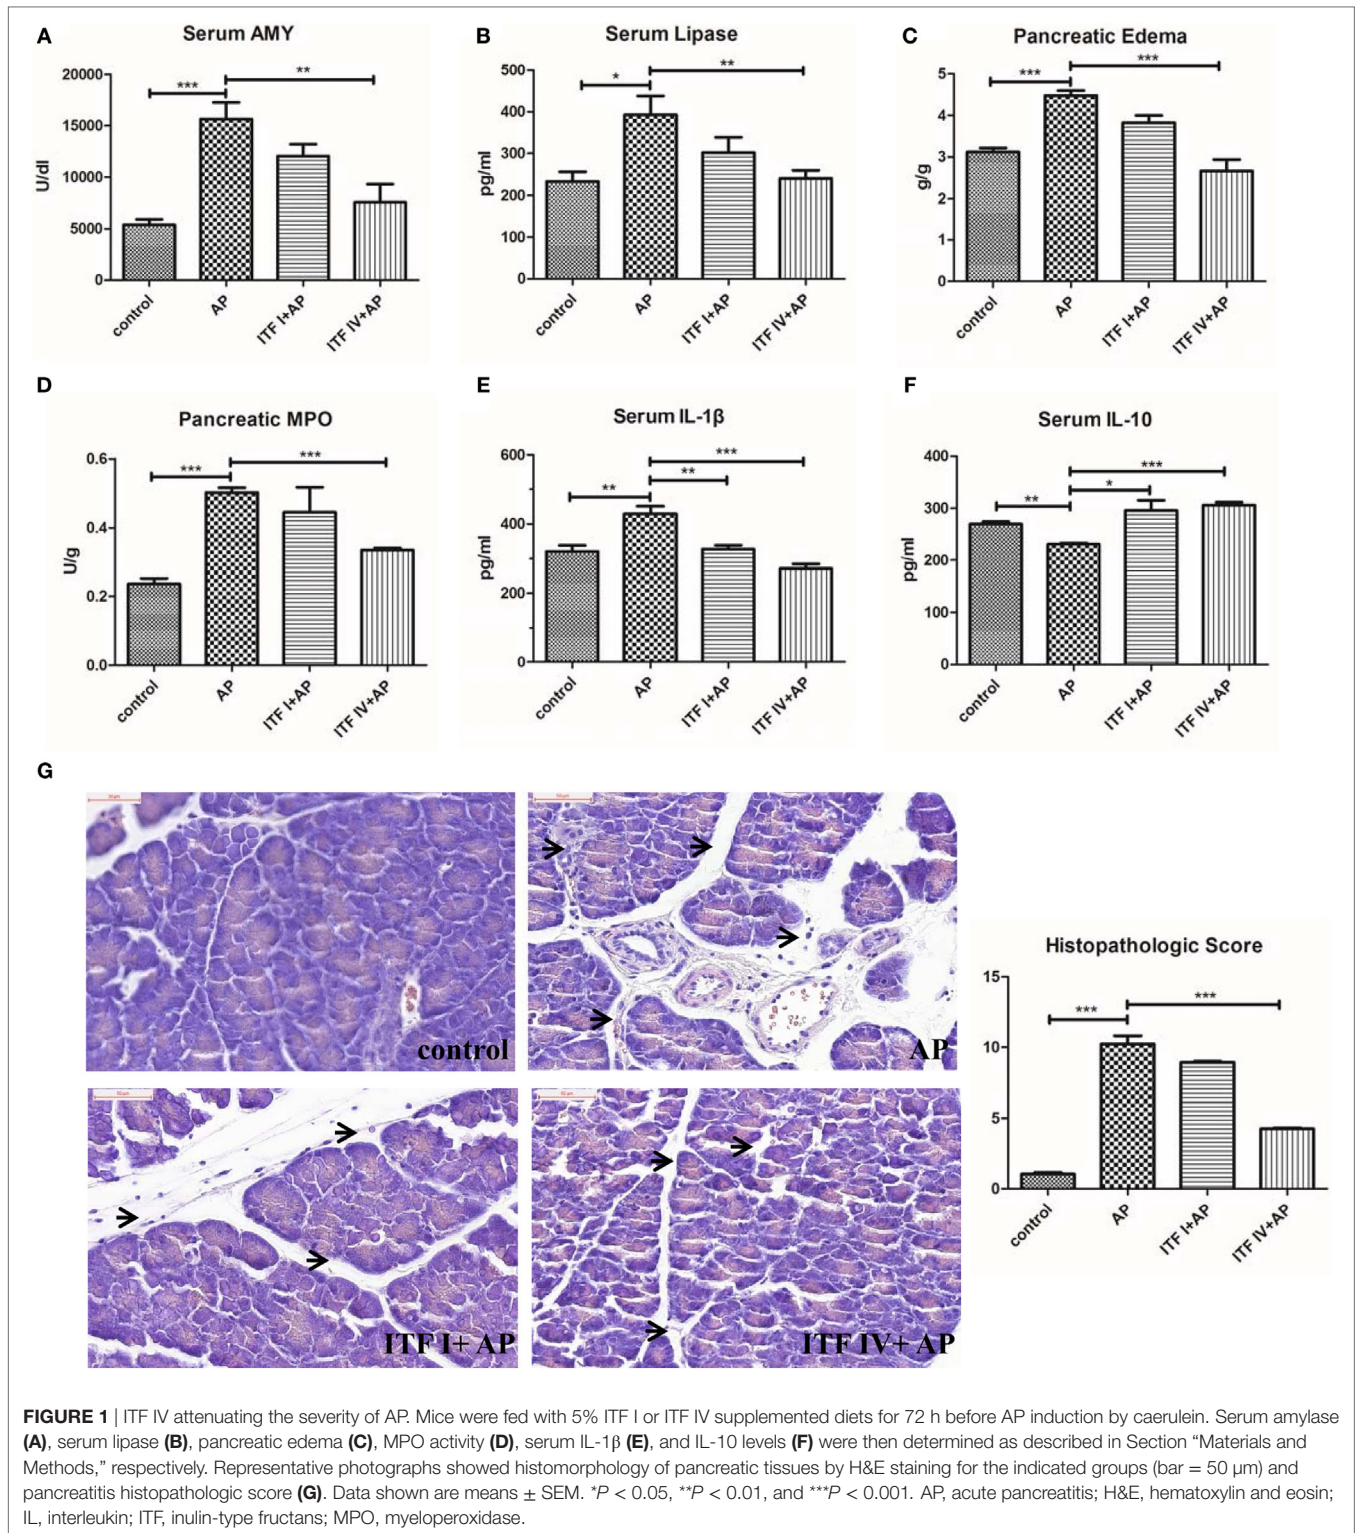 A
Serum AMY
U/dl
20000
15000
10000
5000
0
***
**
control
AP
ITF I+AP
ITF IV+AP
B
Serum Lipase
pg/ml
500
400
300
200
100
0
*
**
control
AP
ITF I+AP
ITF IV+AP
C
Pancreatic Edema
g/g
5
4
3
2
1
0
***
***
control
AP
ITF I+AP
ITF IV+AP
D
Pancreatic MPO
U/g
0.6
0.4
0.2
0.0
***
***
control
AP
ITF I+AP
ITF IV+AP
E
Serum IL-1β
pg/ml
600
400
200
0
**
**
***
control
AP
ITF I+AP
ITF IV+AP
F
Serum IL-10
pg/ml
400
300
200
100
0
**
*
***
control
AP
ITF I+AP
ITF IV+AP
G
control
AP
ITF I+ AP
ITF IV+ AP
Histopathologic Score
15
10
5
0
***
***
control
AP
ITF I+AP
ITF IV+AP
FIGURE 1 | ITF IV attenuating the severity of AP. Mice were fed with 5% ITF I or ITF IV supplemented diets for 72 h before AP induction by caerulein. Serum amylase
(A), serum lipase (B), pancreatic edema (C), MPO activity (D), serum IL-1β (E), and IL-10 levels (F) were then determined as described in Section “Materials and
Methods,” respectively. Representative photographs showed histomorphology of pancreatic tissues by H&E staining for the indicated groups (bar = 50 μm) and
pancreatitis histopathologic score (G). Data shown are means ± SEM. *P < 0.05, **P < 0.01, and ***P < 0.001. AP, acute pancreatitis; H&E, hematoxylin and eosin;
IL, interleukin; ITF, inulin-type fructans; MPO, myeloperoxidase.